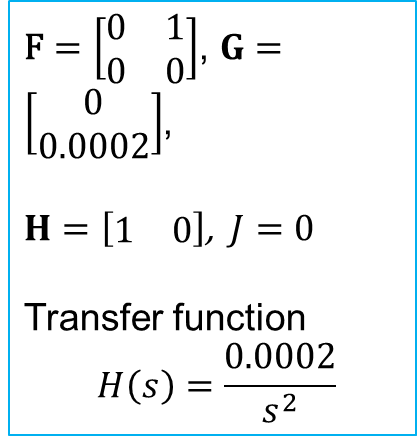 F = [0 1
0 0], G =
[0
0.0002],
H = [1 0], J = 0
Transfer function
H(s) = 0.0002
s²